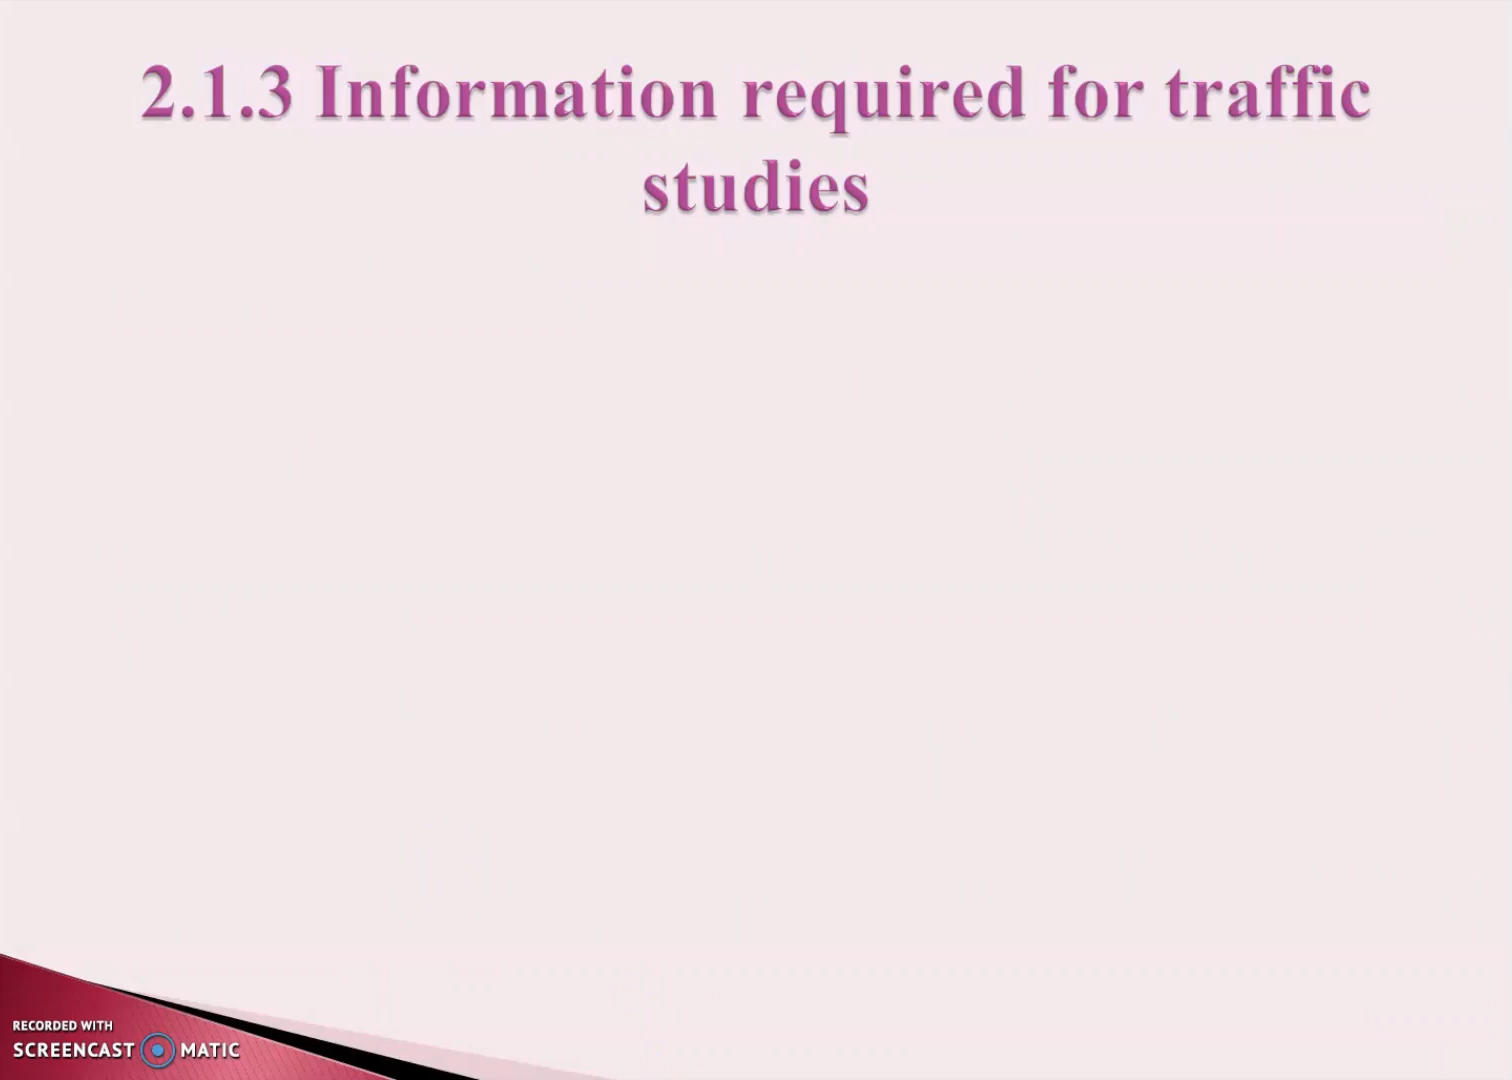 2.1.3 Information required for traffic
studies
RECORDED WITH
SCREENCAST MATIC